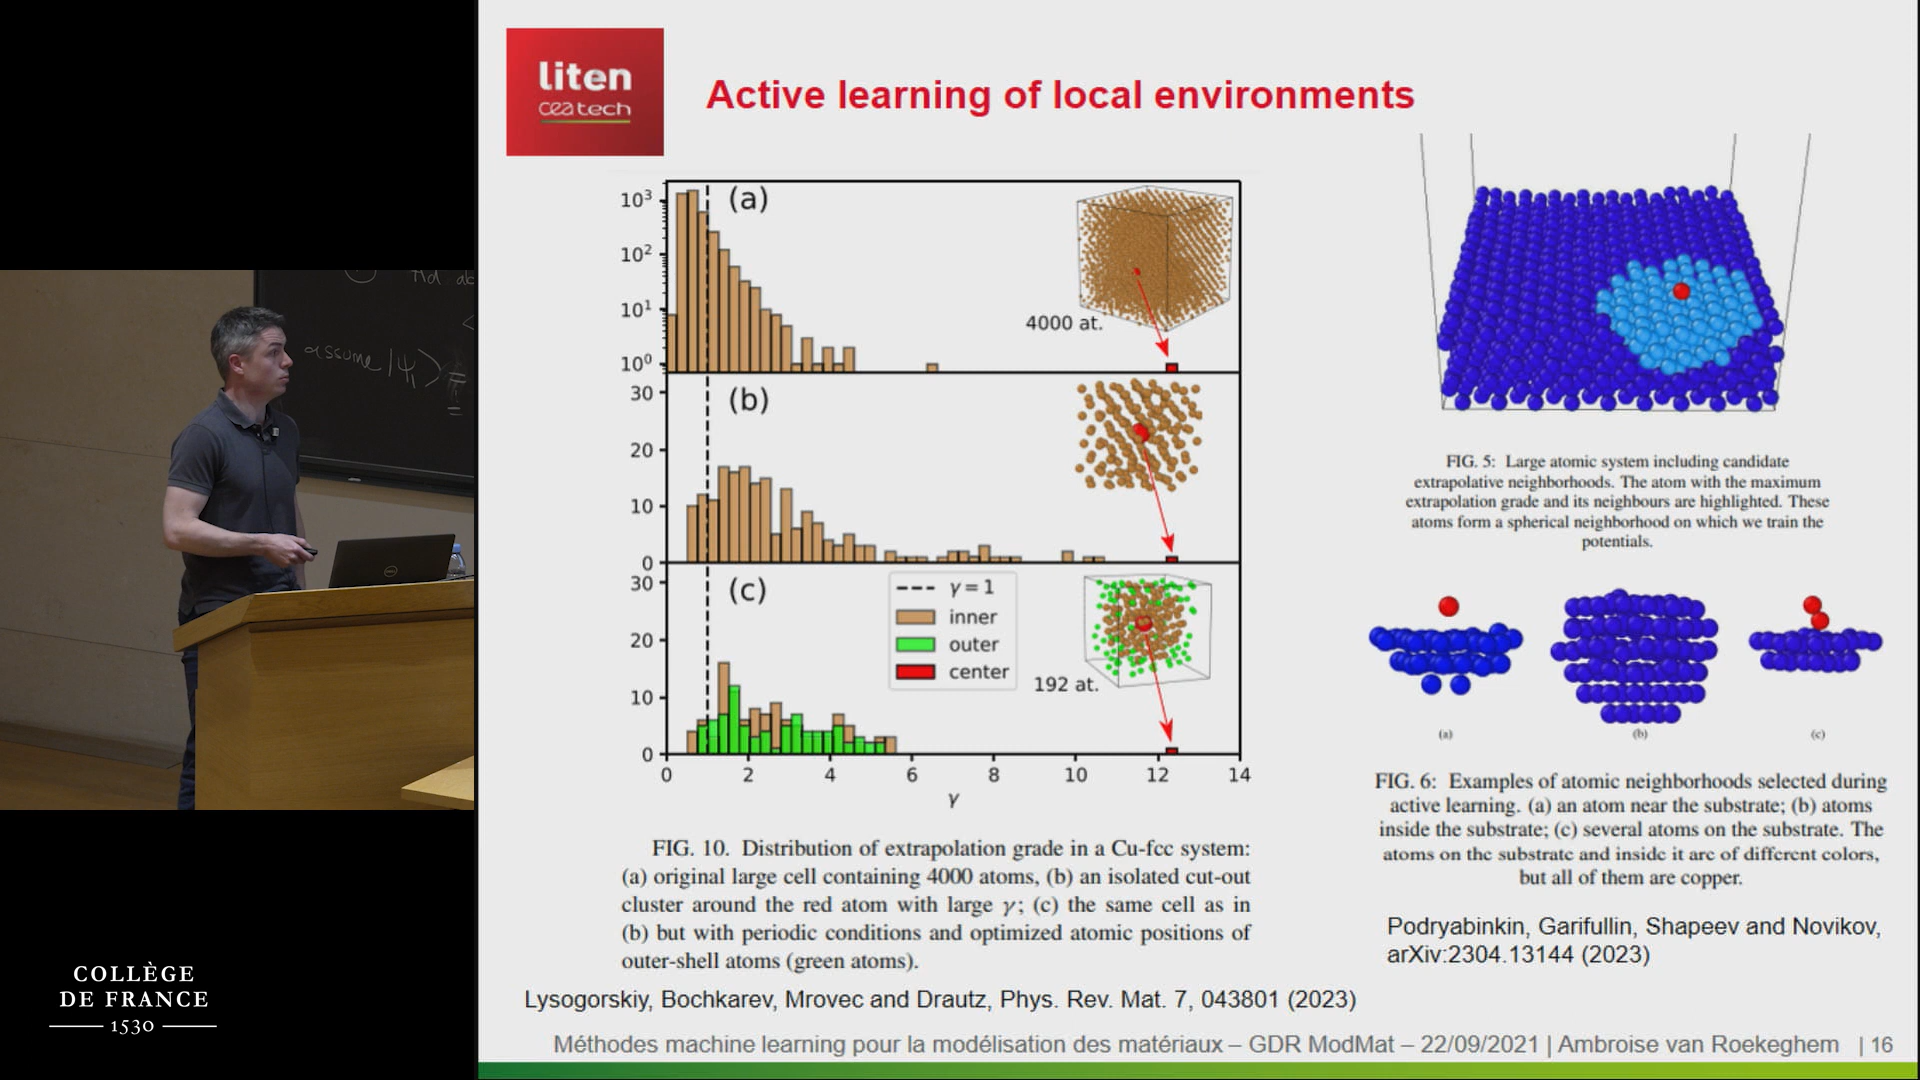 liten
ceatech
Active learning of local environments
(a)
10³
10²
10¹
10⁰
4000 at.
(b)
30
20
10
0
(c)
30
20
10
0
γ = 1
inner
outer
center
192 at.
0 2 4 6 8 10 12 14
γ
FIG. 10. Distribution of extrapolation grade in a Cu-fcc system:
(a) original large cell containing 4000 atoms, (b) an isolated cut-out
cluster around the red atom with large γ; (c) the same cell as in
(b) but with periodic conditions and optimized atomic positions of
outer-shell atoms (green atoms).
Lysogorskiy, Bochkarev, Mrovec and Drautz, Phys. Rev. Mat. 7, 043801 (2023)
FIG. 5: Large atomic system including candidate
extrapolative neighborhoods. The atom with the maximum
extrapolation grade and its neighbours are highlighted. These
atoms form a spherical neighborhood on which we train the
potentials.
(a) (b) (c)
FIG. 6: Examples of atomic neighborhoods selected during
active learning. (a) an atom near the substrate; (b) atoms
inside the substrate; (c) several atoms on the substrate. The
atoms on the substrate and inside it are of different colors,
but all of them are copper.
Podryabinkin, Garifullin, Shapeev and Novikov,
arXiv:2304.13144 (2023)
Méthodes machine learning pour la modélisation des matériaux – GDR ModMat – 22/09/2021 | Ambroise van Roekeghem | 16
assume |Ψ₁⟩ =
DELL
COLLÈGE
DE FRANCE
1530